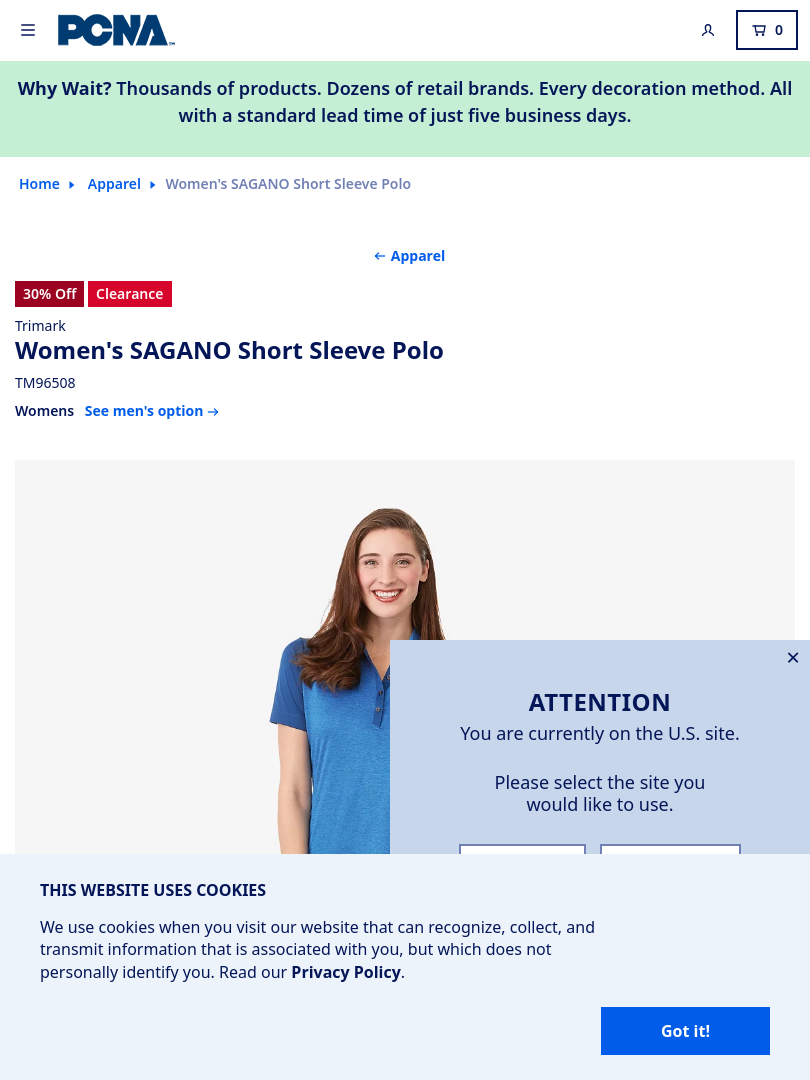 PCNA
0
Why Wait? Thousands of products. Dozens of retail brands. Every decoration method. All
with a standard lead time of just five business days.
Home
Apparel
Women's SAGANO Short Sleeve Polo
← Apparel
30% Off
Clearance
Trimark
Women's SAGANO Short Sleeve Polo
TM96508
Womens See men's option →
ATTENTION
You are currently on the U.S. site.
Please select the site you
would like to use.
THIS WEBSITE USES COOKIES
We use cookies when you visit our website that can recognize, collect, and
transmit information that is associated with you, but which does not
personally identify you. Read our Privacy Policy.
Got it!